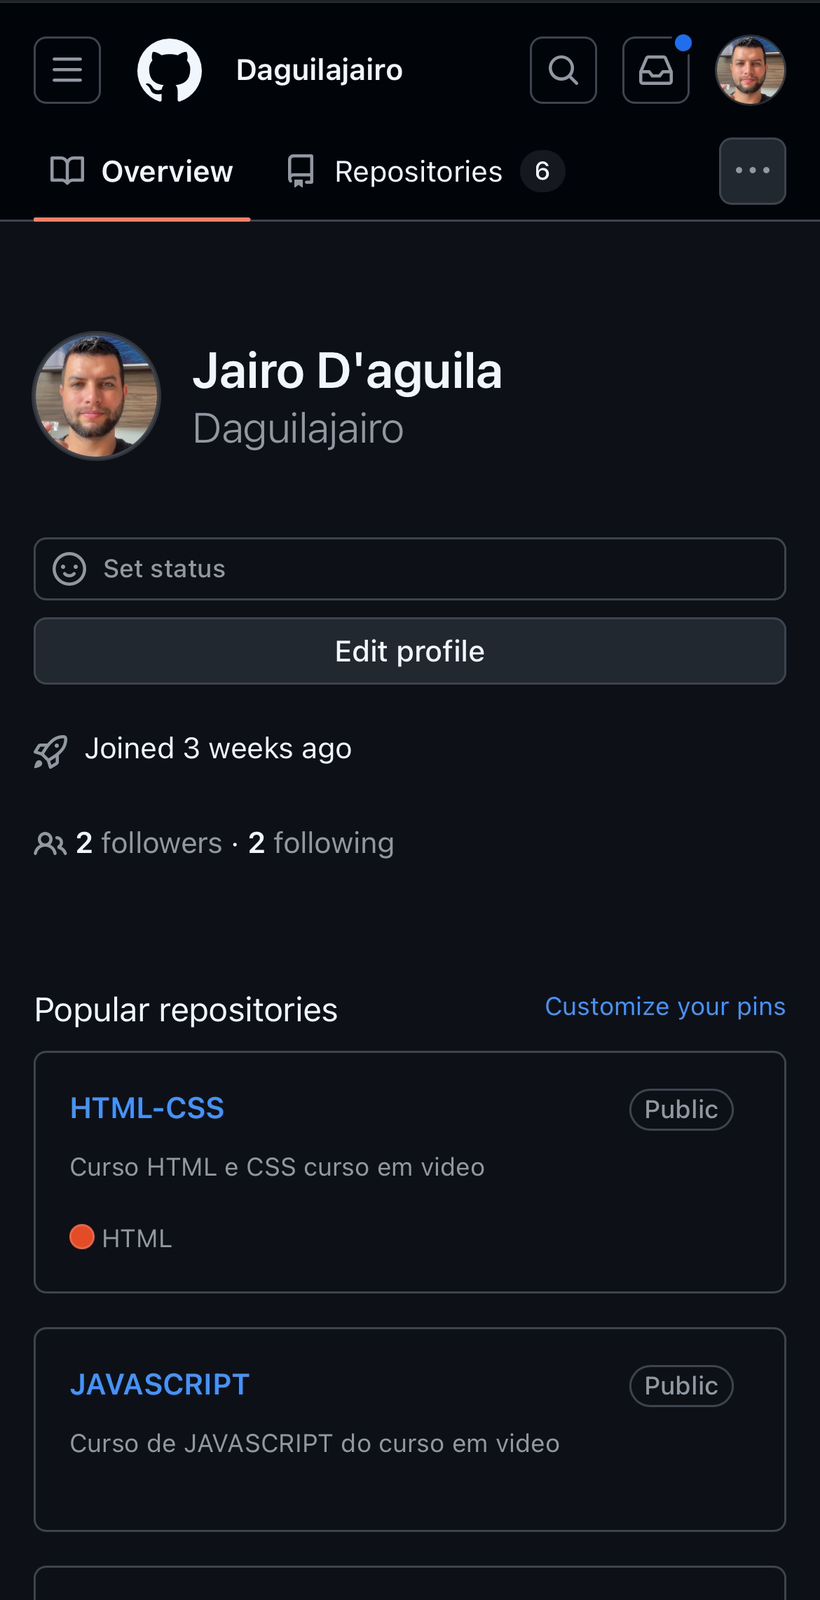 Daguilajairo
Overview
Repositories 6
Jairo D'aguila
Daguilajairo
Set status
Edit profile
Joined 3 weeks ago
2 followers · 2 following
Popular repositories
Customize your pins
HTML-CSS
Public
Curso HTML e CSS curso em video
HTML
JAVASCRIPT
Public
Curso de JAVASCRIPT do curso em video